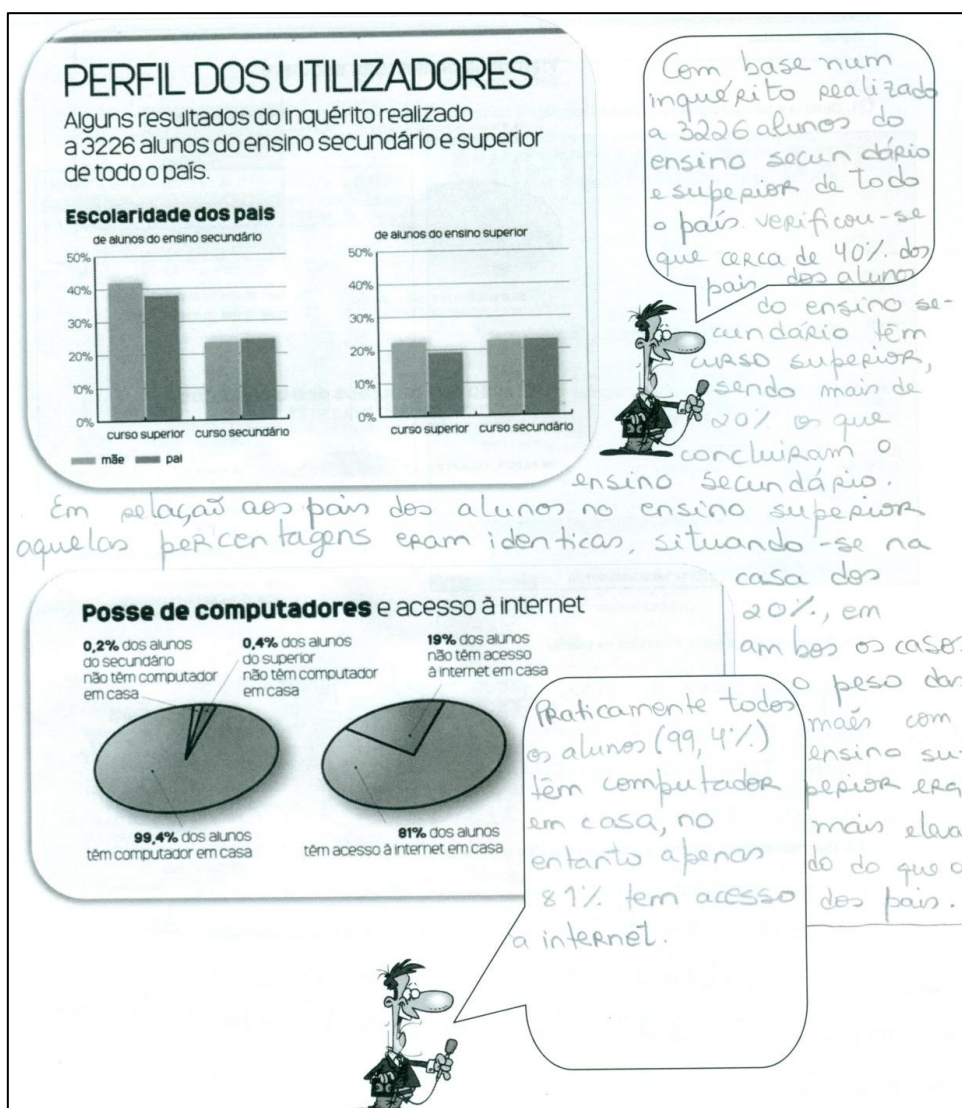 PERFIL DOS UTILIZADORES
Alguns resultados do inquérito realizado
a 3226 alunos do ensino secundário e superior
de todo o país.
Escolaridade dos pais
de alunos do ensino secundário
50%
40%
30%
20%
10%
0%
curso superior curso secundário
mãe pai
de alunos do ensino superior
50%
40%
30%
20%
10%
0%
curso superior curso secundário
Com base num
inquérito realizado
a 3226 alunos do
ensino secundário
e superior de todo
o país verificou-se
que cerca de 40% dos
pais dos alunos
do ensino se-
cundário têm
curso superior,
sendo mais de
20% os que
concluiram o
ensino secundário.
Em relação aos pais dos alunos no ensino superior
aquelas percentagens eram identicas, situando-se na
casa dos
20%, em
ambos os casos
o peso das
mães com
ensino su-
perior era
mais eleva
do do que o
dos pais.
Posse de computadores e acesso à internet
0,2% dos alunos
do secundário
não têm computador
em casa
0,4% dos alunos
do superior
não têm computador
em casa
19% dos alunos
não têm acesso
à internet em casa
99,4% dos alunos
têm computador em casa
81% dos alunos
têm acesso à internet em casa
Praticamente todos
os alunos (99,4%)
têm computador
em casa, no
entanto apenas
81% tem acesso
a internet.